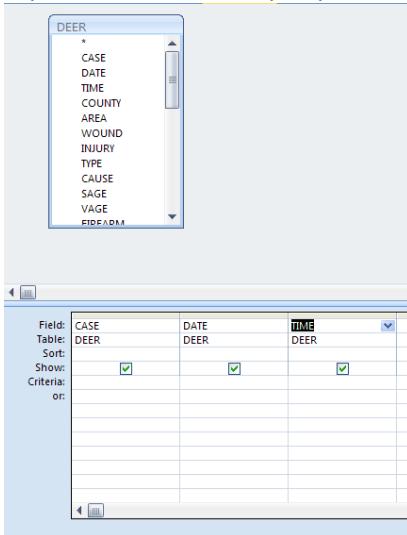 DEER
*
CASE
DATE
TIME
COUNTY
AREA
WOUND
INJURY
TYPE
CAUSE
SAGE
VAGE
FIREARM
Field: CASE DATE TIME
Table: DEER DEER DEER
Sort:
Show:
Criteria:
or: